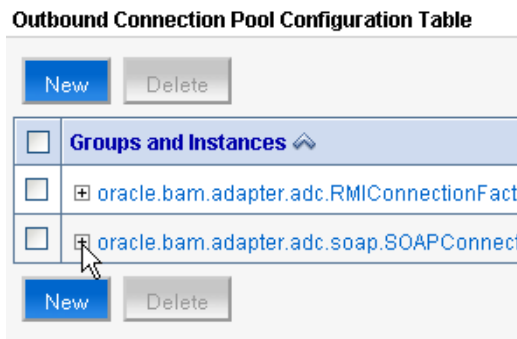 Outbound Connection Pool Configuration Table
New Delete
Groups and Instances
oracle.bam.adapter.adc.RMIConnectionFact
oracle.bam.adapter.adc.soap.SOAPConnect
New Delete